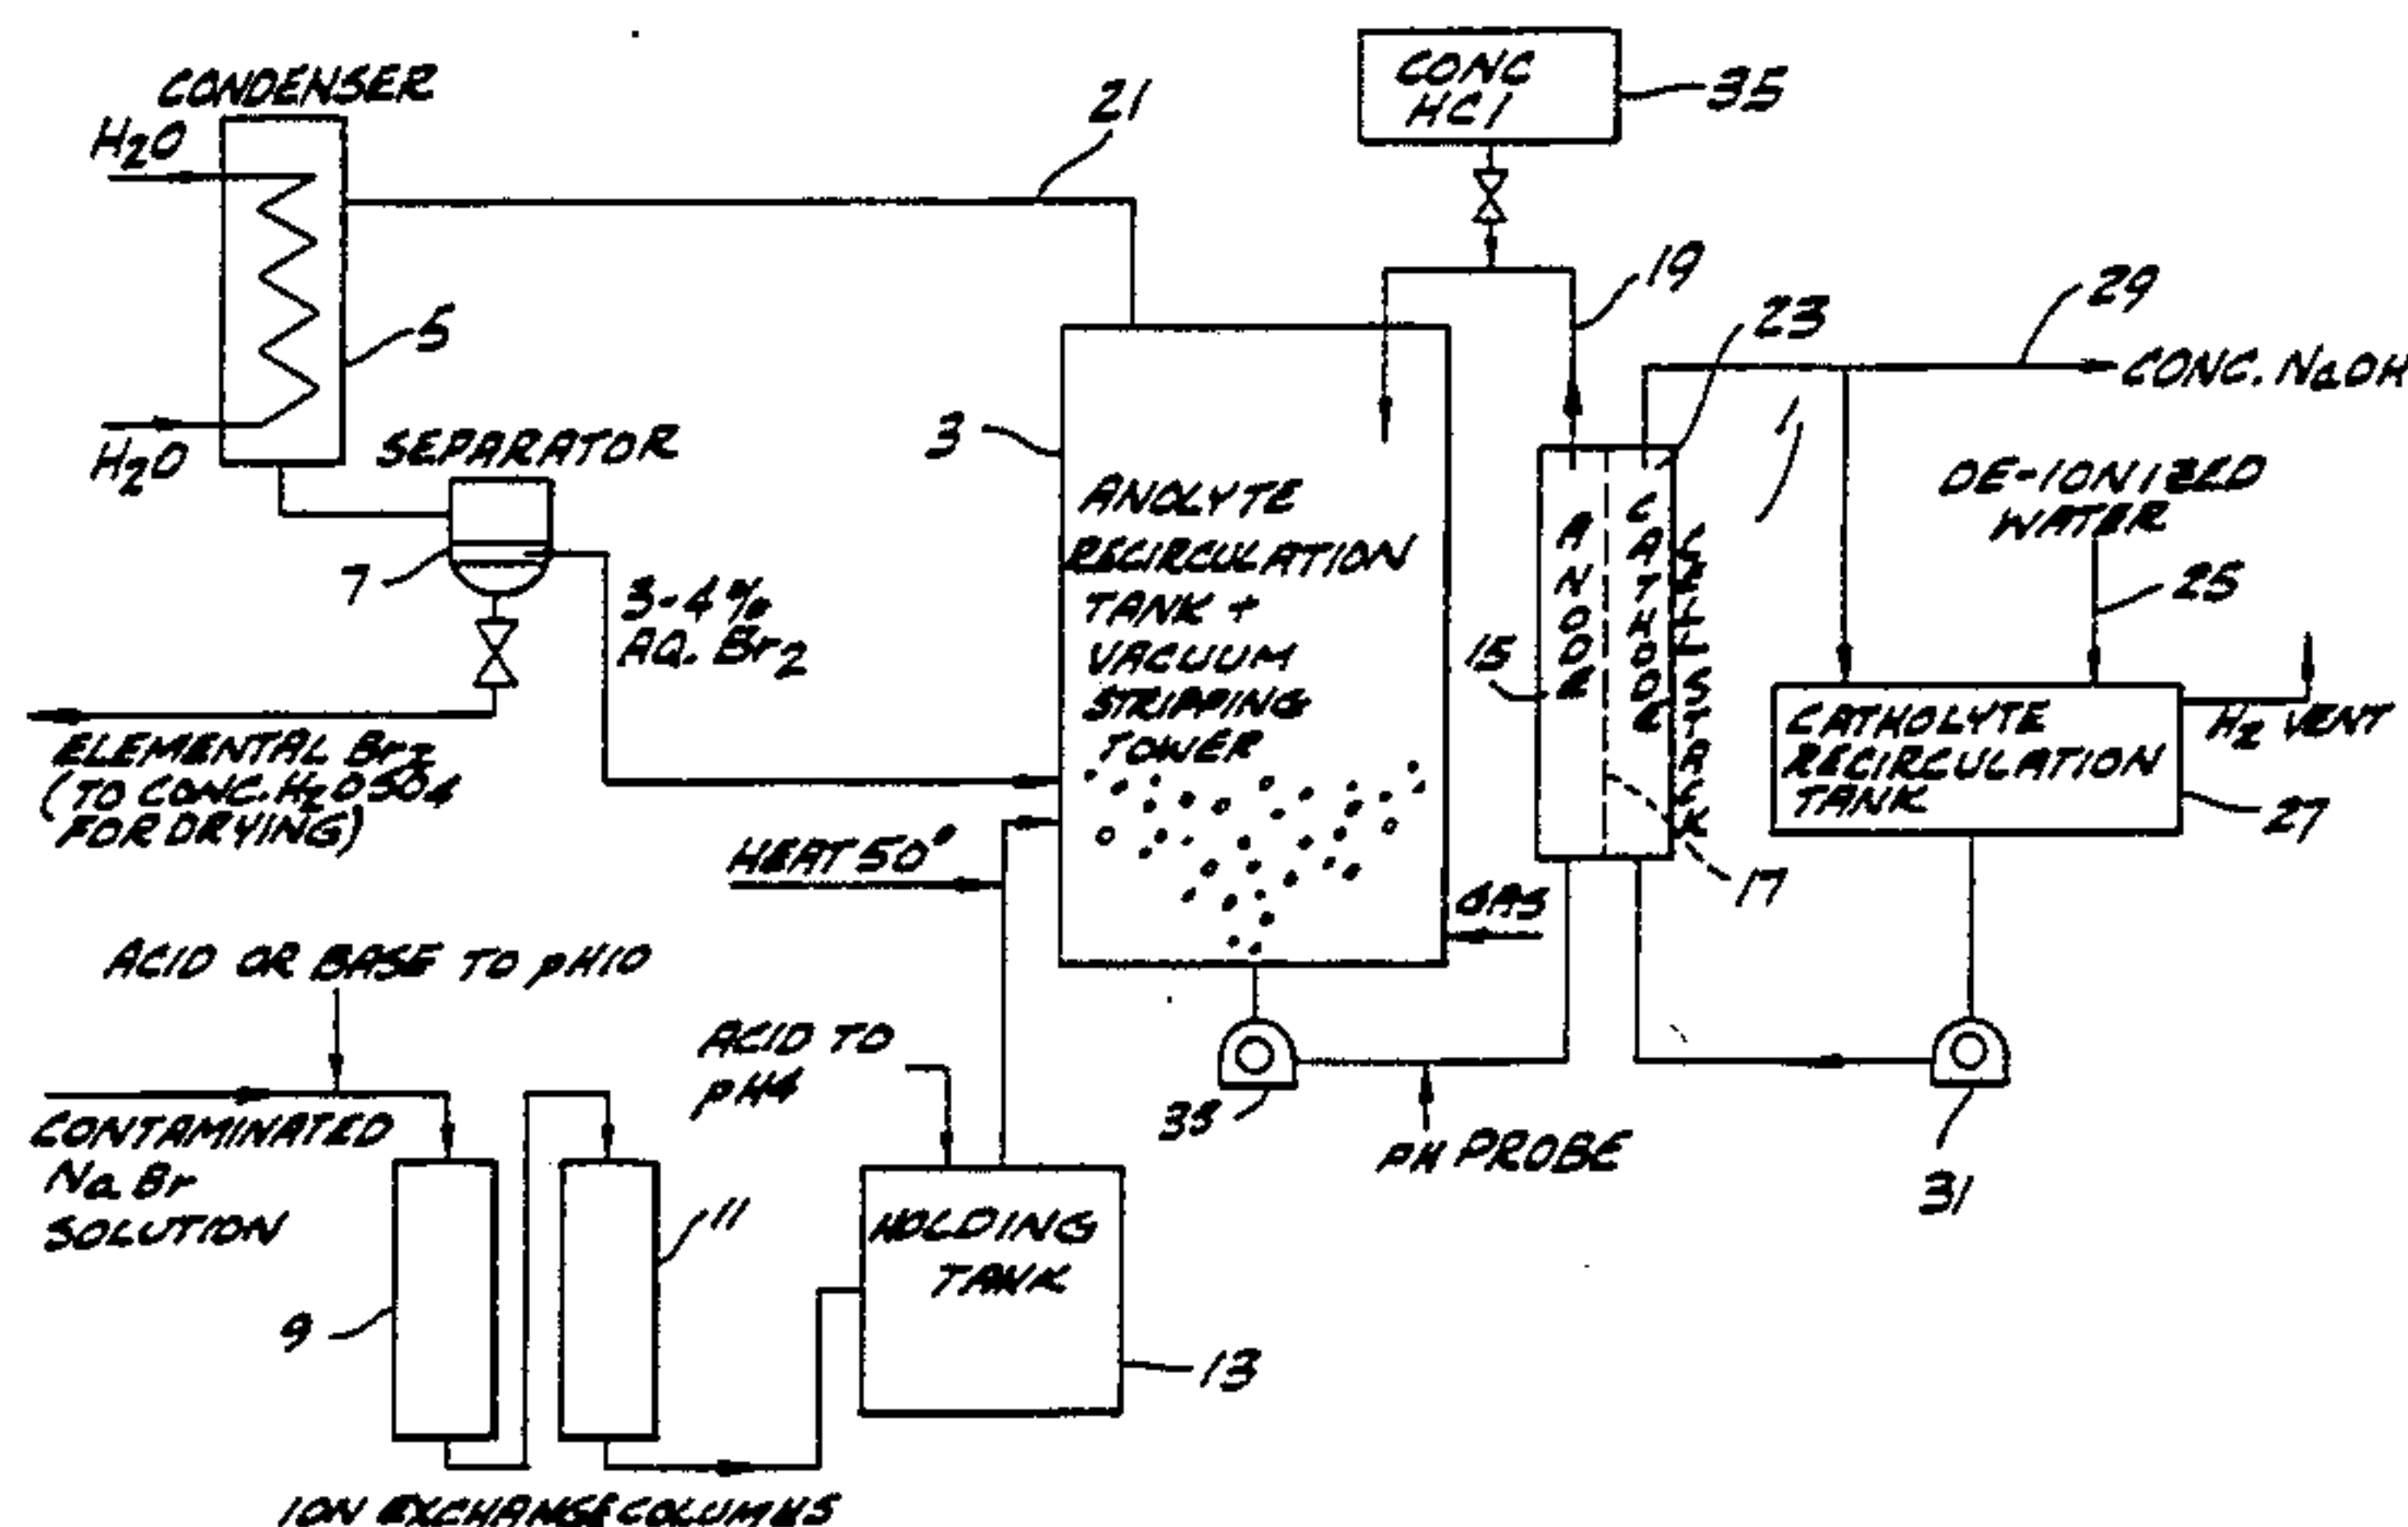 CONDENSER
H2O
5
H2O
SEPARATOR
7
3-4%
AQ. Br2
ELEMENTAL Br2
(TO CONC. H2O SO4
FOR DRYING)
21
CONC
HCl
35
19
23
29
CONC. NaOH
1
3
ANOLYTE
RECIRCULATION
TANK +
VACUUM
STRIPPING
TOWER
15
ANODE
CATHODE
CELL STACK
17
DE-IONIZED
WATER
25
H2 VENT
CATHOLYTE
RECIRCULATION
TANK
27
HEAT 50°
GAS
ACID OR BASE TO pH10
CONTAMINATED
NaBr
SOLUTION
9
11
ION EXCHANGE COLUMNS
ACID TO
pH4
HOLDING
TANK
13
33
pH PROBE
31